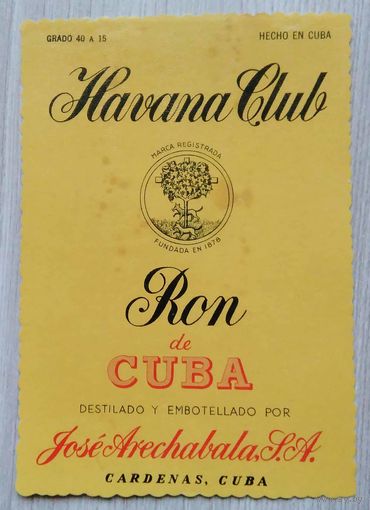 GRADO 40 A 15
HECHO EN CUBA
Havana Club
MARCA REGISTRADA
FUNDADA EN 1878
Ron
de
CUBA
DESTILADO Y EMBOTELLADO POR
José Arechabala, S.A.
CARDENAS, CUBA